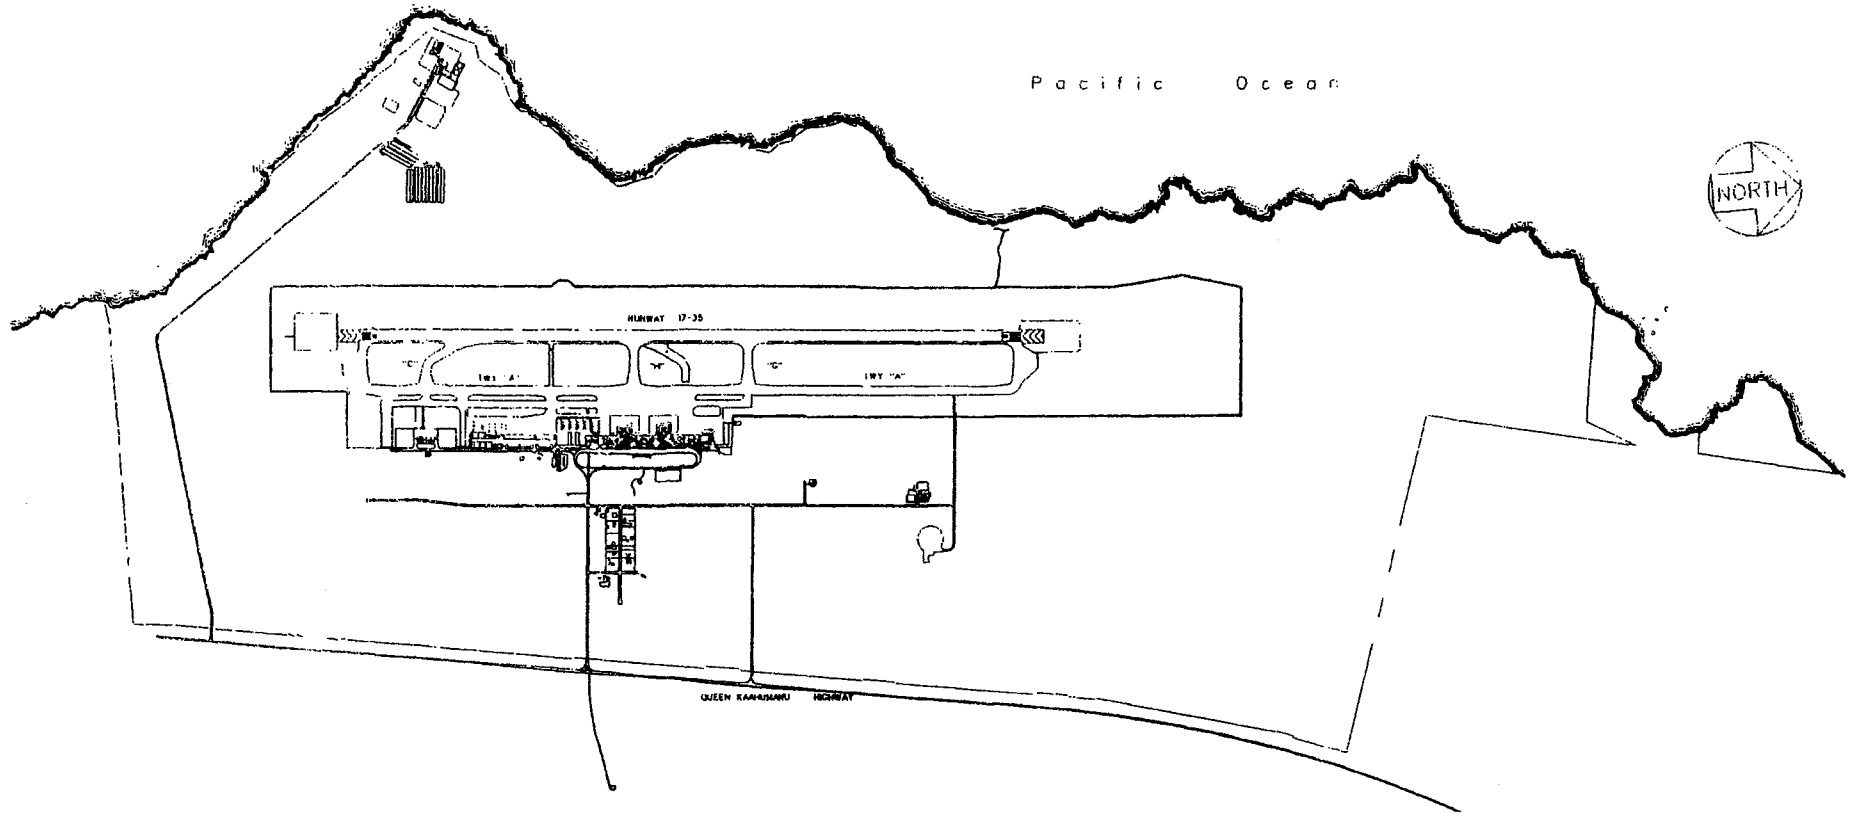 Pacific Ocean
NORTH
RUNWAY 17-35
"G"
TWY "A"
TWY "A"
QUEEN KAAHUMANU HIGHWAY